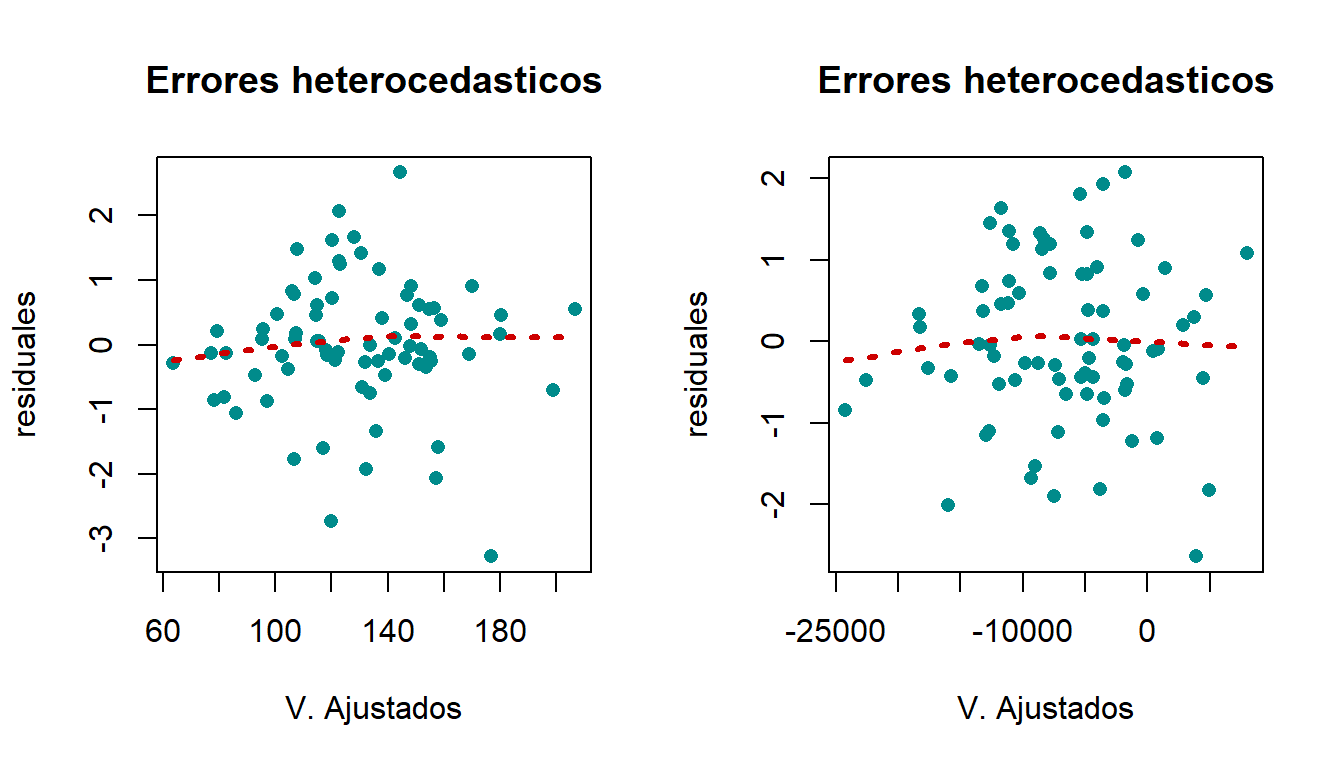 Errores heterocedasticos
residuales
2
1
0
-1
-2
-3
60 100 140 180
V. Ajustados
Errores heterocedasticos
residuales
2
1
0
-1
-2
-25000 -10000 0
V. Ajustados